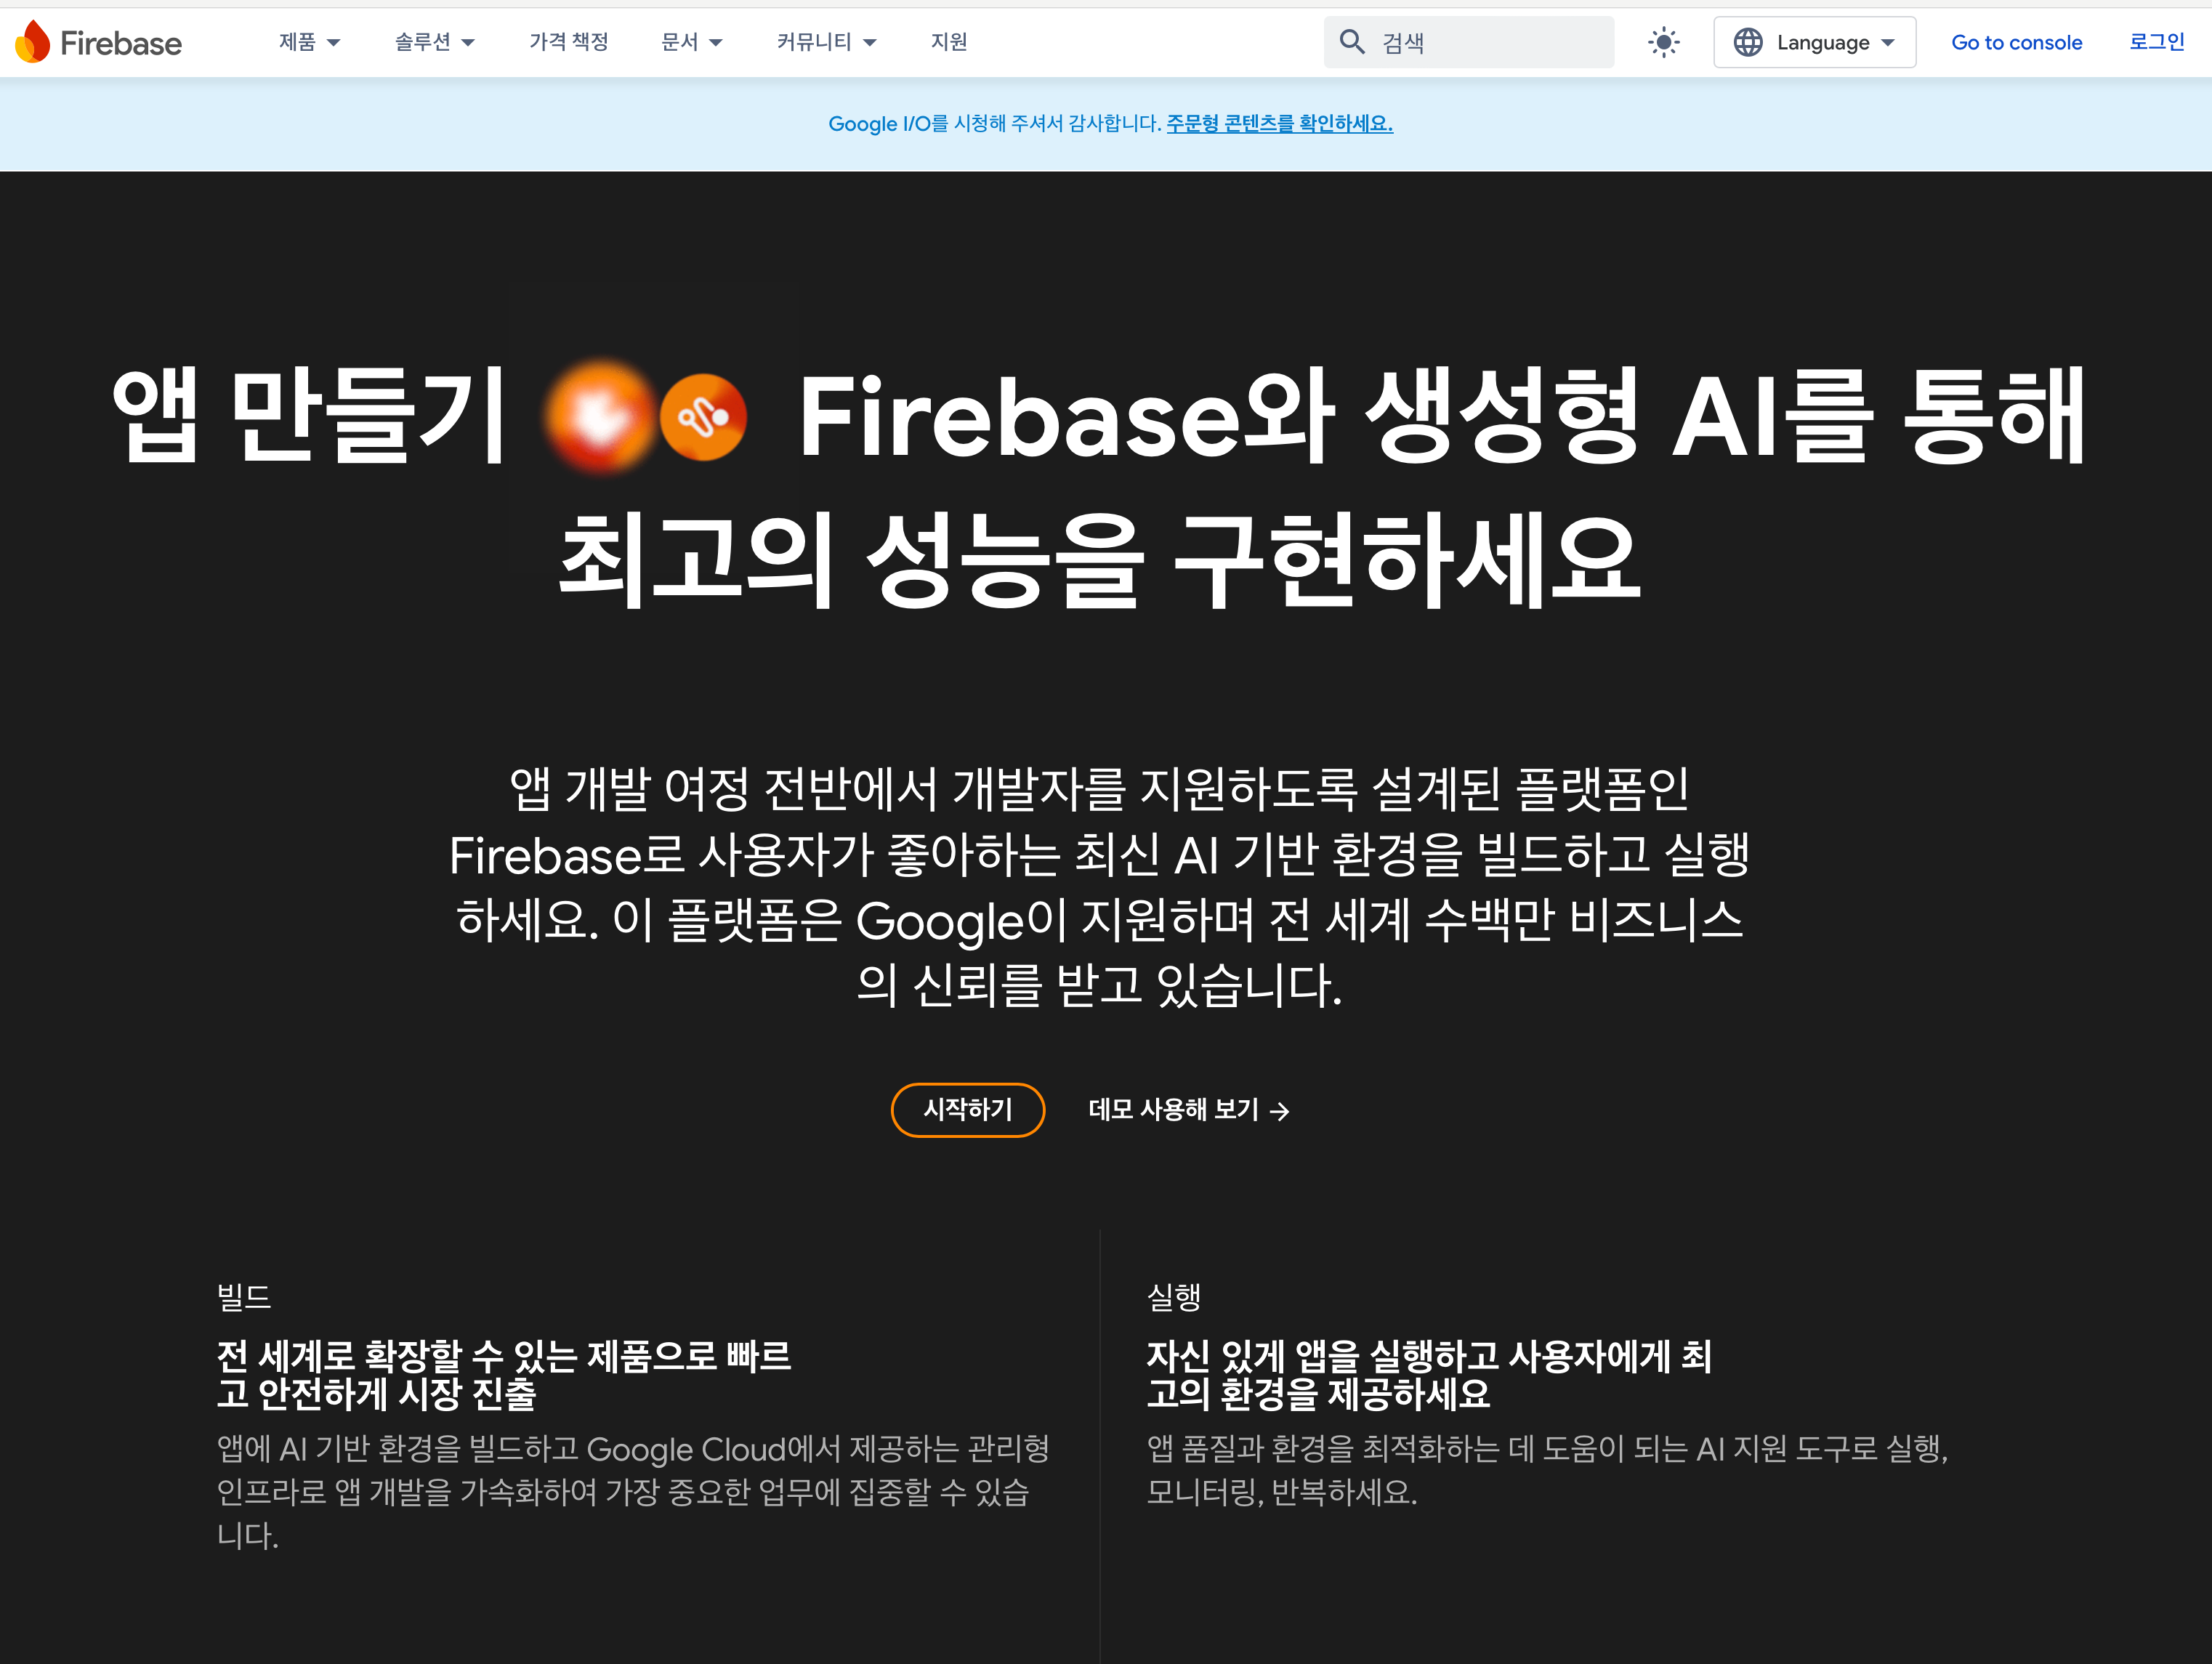 Firebase
제품
솔루션
가격 책정
문서
커뮤니티
지원
검색
Language
Go to console
로그인
Google I/O를 시청해 주셔서 감사합니다. 주문형 콘텐츠를 확인하세요.
앱 만들기 Firebase와 생성형 AI를 통해
최고의 성능을 구현하세요
앱 개발 여정 전반에서 개발자를 지원하도록 설계된 플랫폼인
Firebase로 사용자가 좋아하는 최신 AI 기반 환경을 빌드하고 실행
하세요. 이 플랫폼은 Google이 지원하며 전 세계 수백만 비즈니스
의 신뢰를 받고 있습니다.
시작하기
데모 사용해 보기
빌드
전 세계로 확장할 수 있는 제품으로 빠르
고 안전하게 시장 진출
앱에 AI 기반 환경을 빌드하고 Google Cloud에서 제공하는 관리형
인프라로 앱 개발을 가속화하여 가장 중요한 업무에 집중할 수 있습
니다.
실행
자신 있게 앱을 실행하고 사용자에게 최
고의 환경을 제공하세요
앱 품질과 환경을 최적화하는 데 도움이 되는 AI 지원 도구로 실행,
모니터링, 반복하세요.